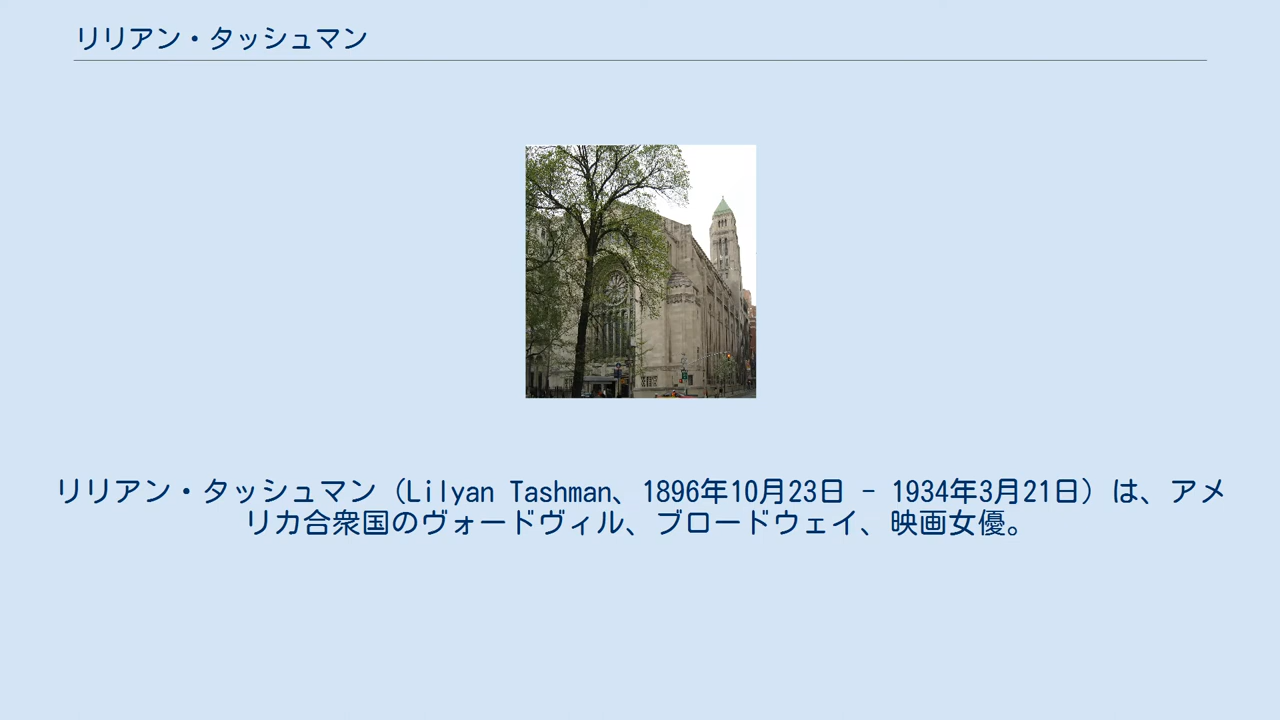 リリアン・タッシュマン
リリアン・タッシュマン（Lilyan Tashman、1896年10月23日 - 1934年3月21日）は、アメ
リカ合衆国のヴォードヴィル、ブロードウェイ、映画女優。